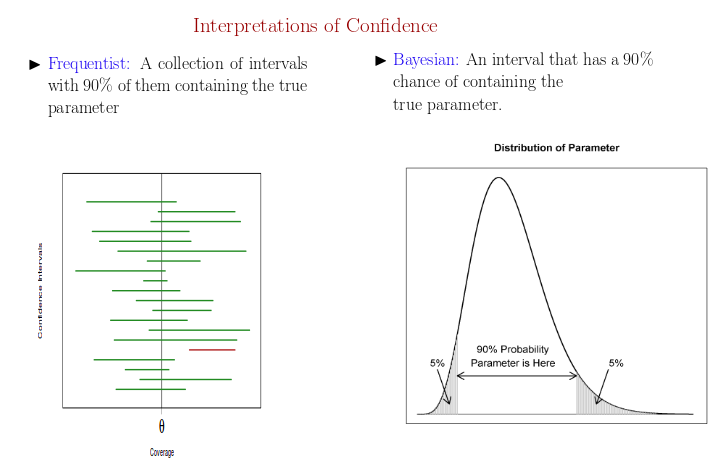 Interpretations of Confidence
Frequentist: A collection of intervals
with 90% of them containing the true
parameter
Bayesian: An interval that has a 90%
chance of containing the
true parameter.
Confidence Intervals
θ
Coverage
Distribution of Parameter
5%
90% Probability
Parameter is Here
5%